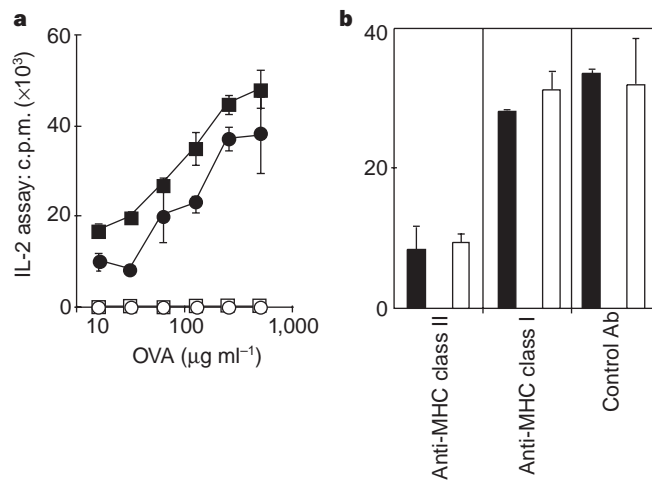 a
IL-2 assay: c.p.m. (×10³)
60
40
20
0
10
100
1,000
OVA (μg ml⁻¹)
b
40
20
0
Anti-MHC class II
Anti-MHC class I
Control Ab